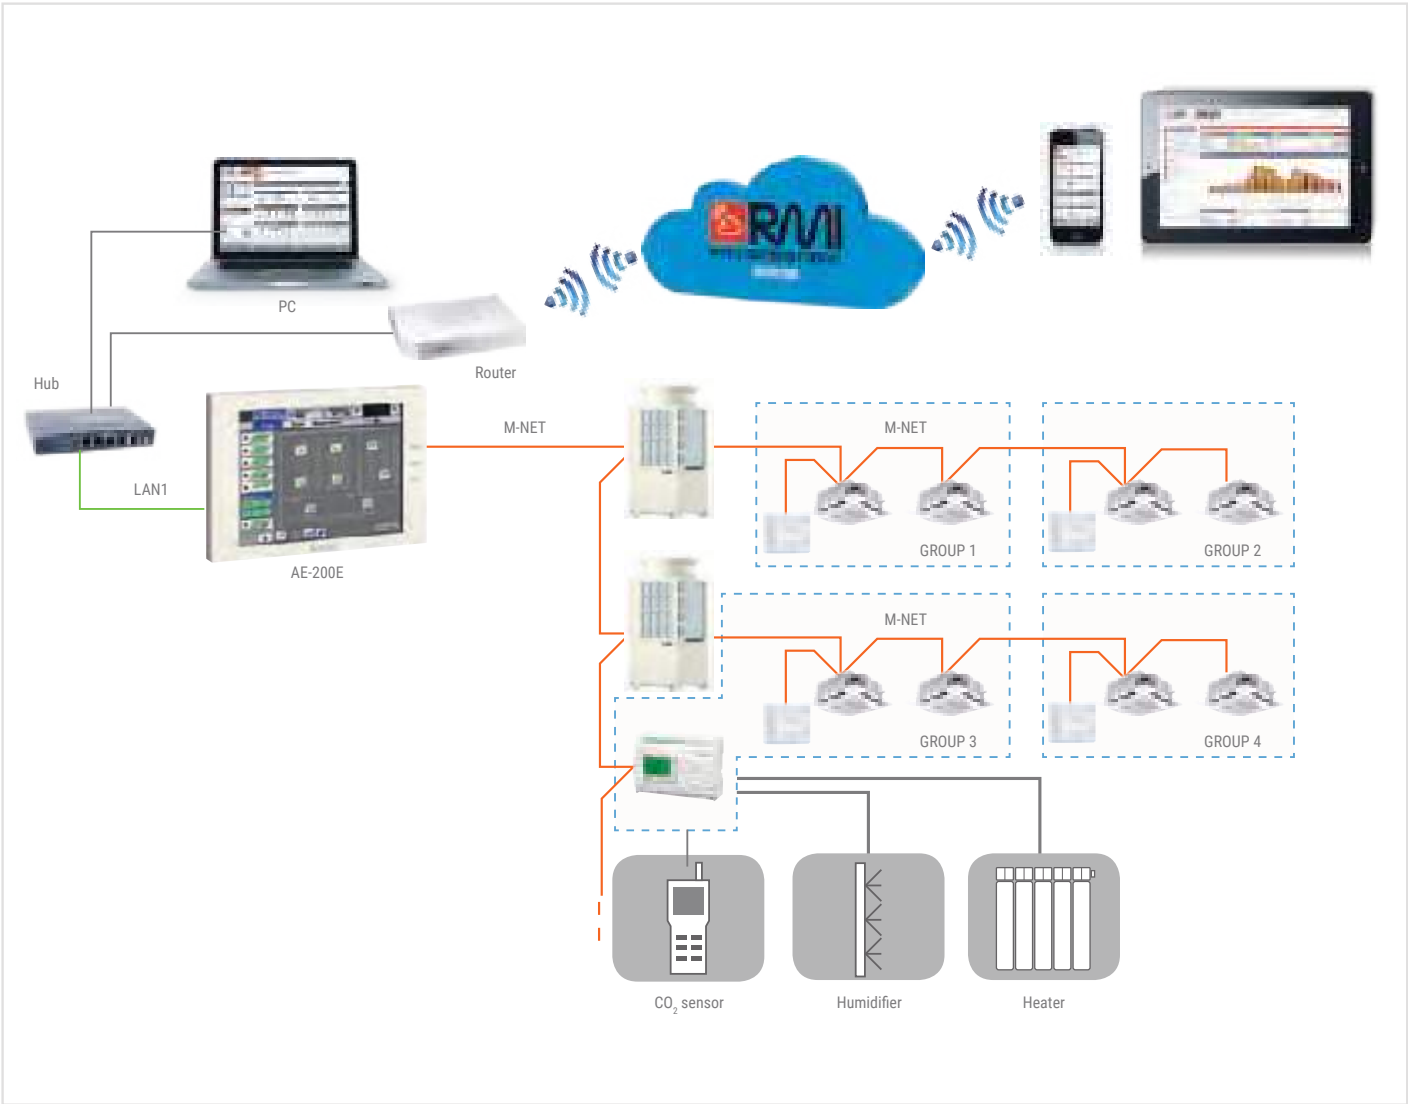 RMI
PC
Router
Hub
M-NET
M-NET
LAN1
GROUP 1
GROUP 2
AE-200E
M-NET
GROUP 3
GROUP 4
CO₂ sensor
Humidifier
Heater